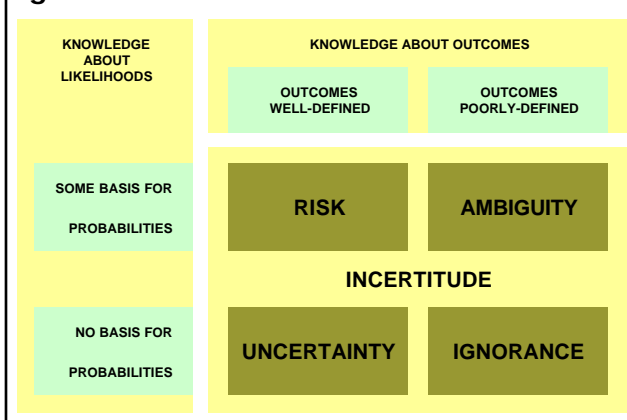 KNOWLEDGE
ABOUT
LIKELIHOODS
KNOWLEDGE ABOUT OUTCOMES
OUTCOMES
WELL-DEFINED
OUTCOMES
POORLY-DEFINED
SOME BASIS FOR
PROBABILITIES
RISK
AMBIGUITY
INCERTITUDE
NO BASIS FOR
PROBABILITIES
UNCERTAINTY
IGNORANCE